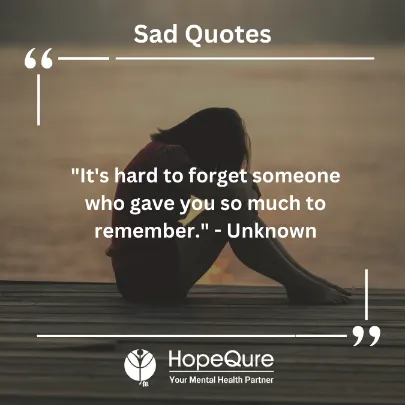 Sad Quotes
"It's hard to forget someone
who gave you so much to
remember." - Unknown
HopeQure
Your Mental Health Partner